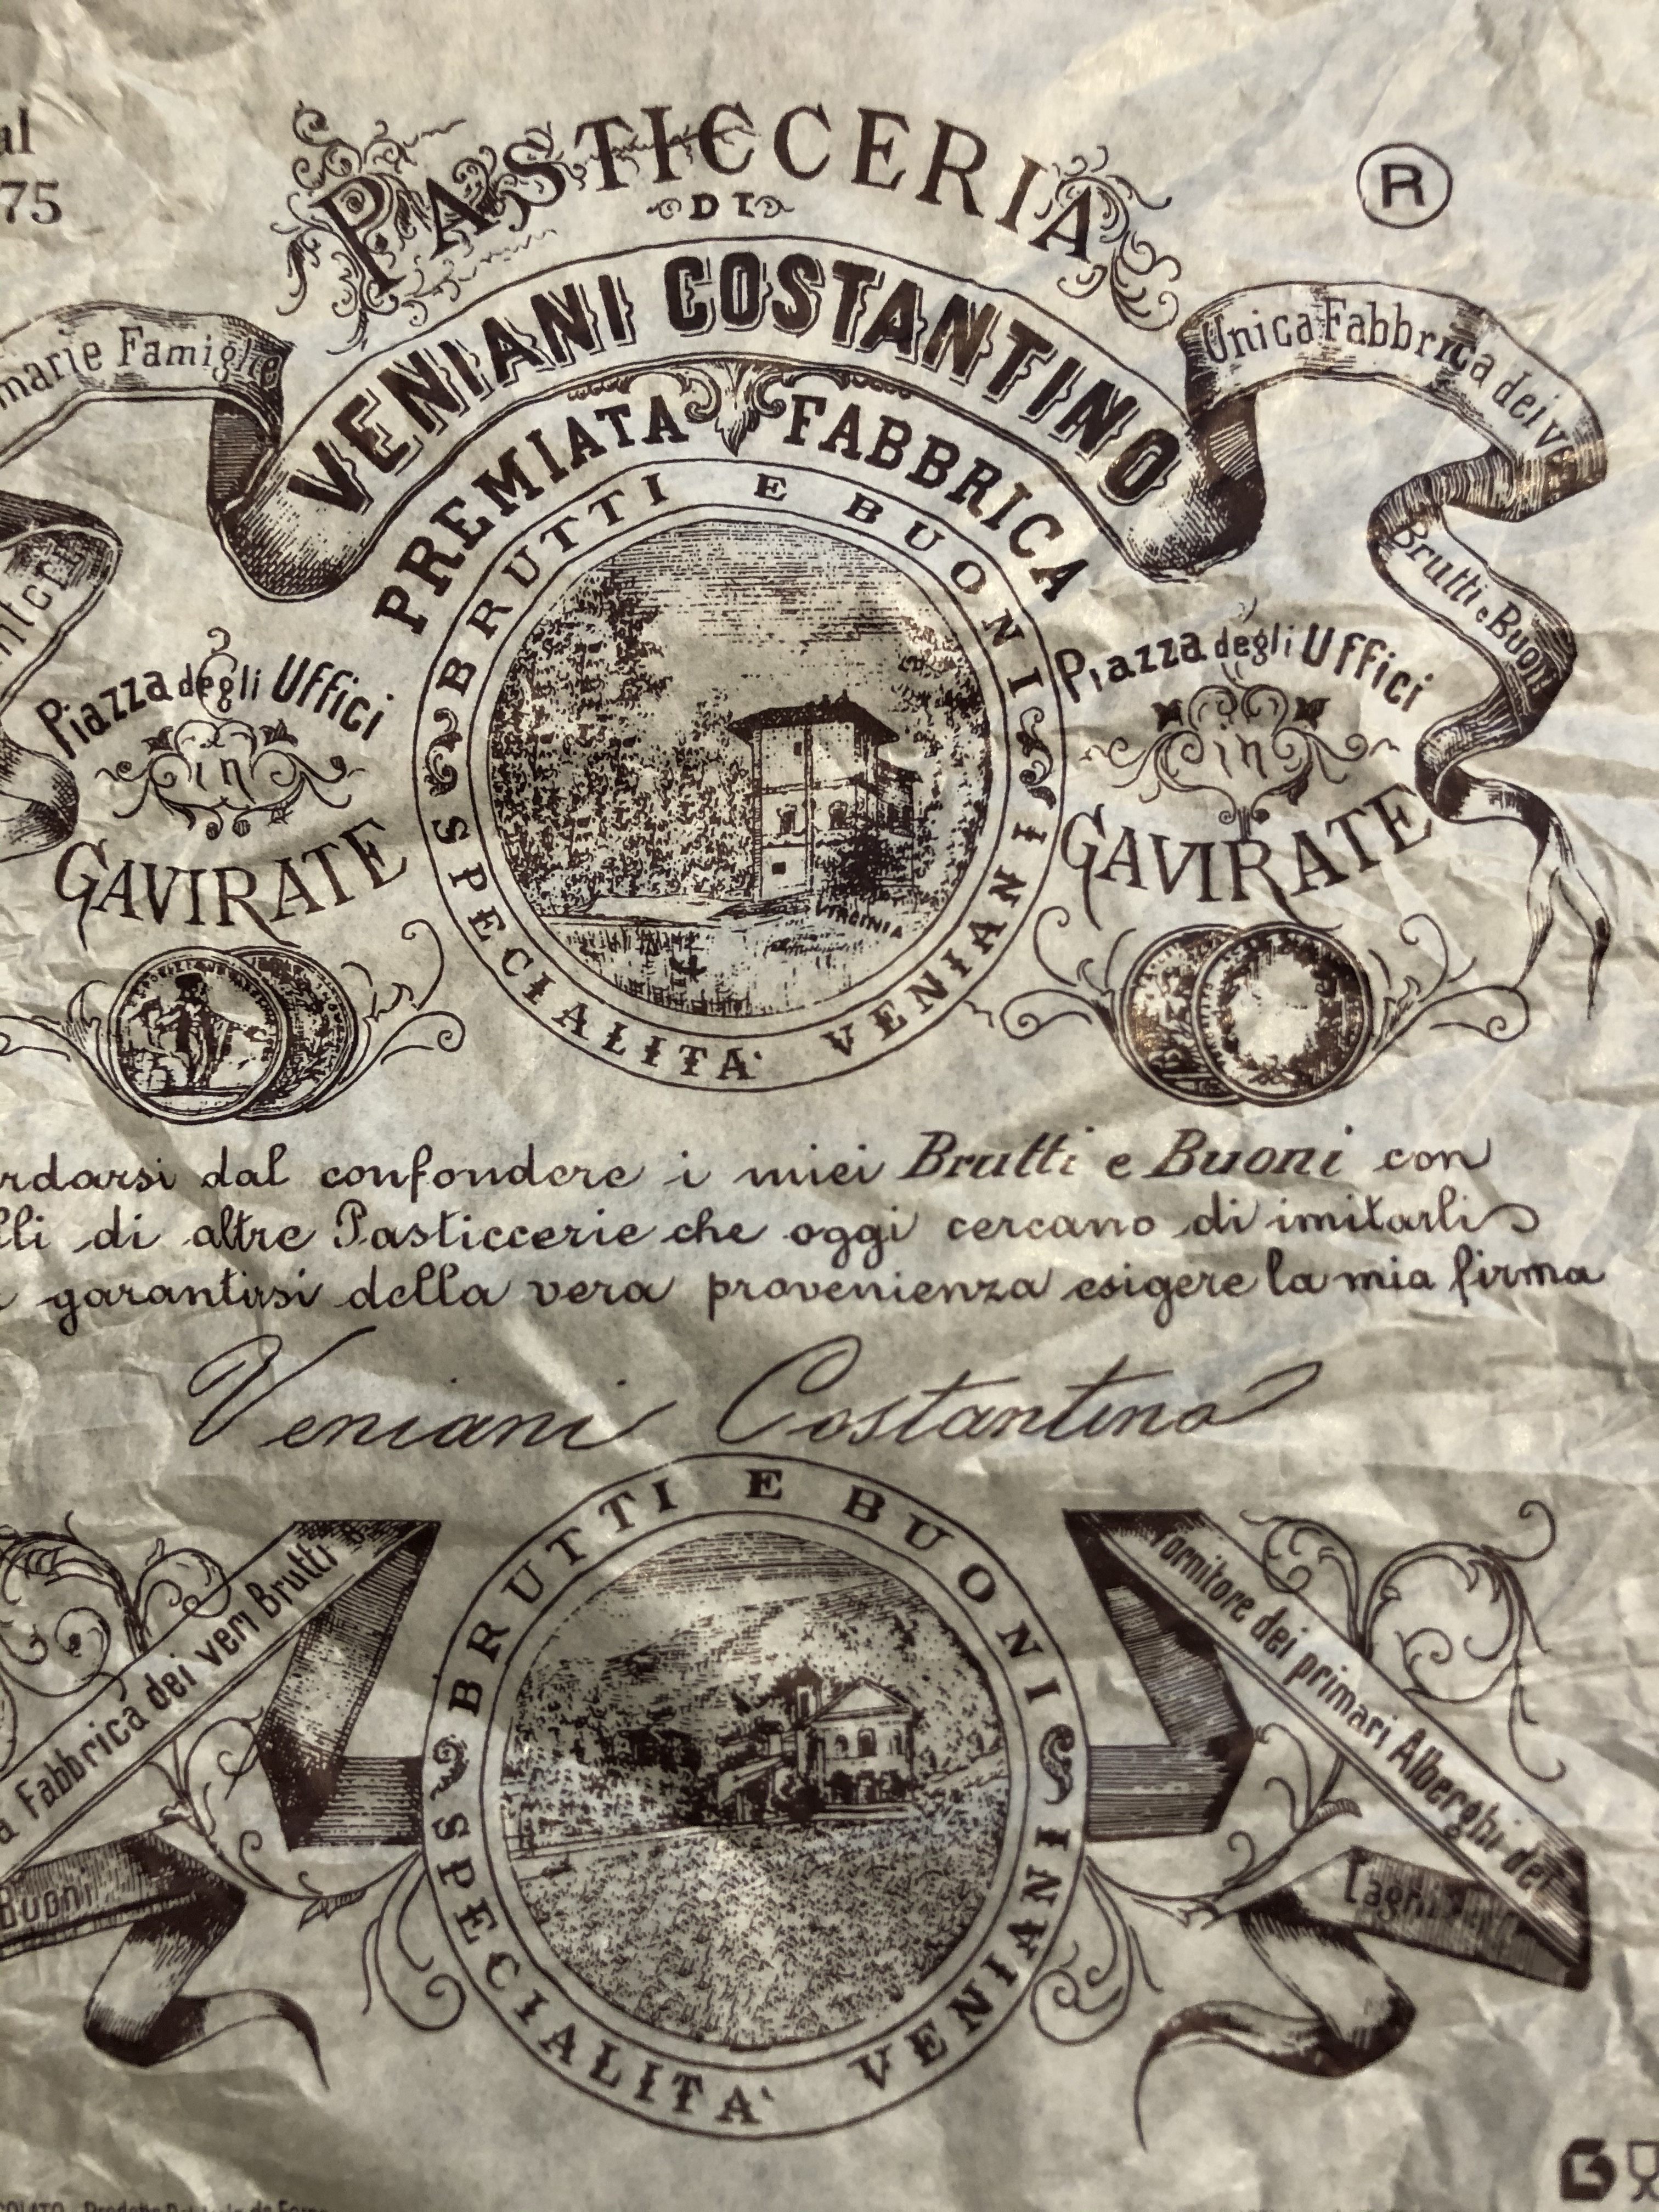 al
75
PASTICCERIA
R
DI
VENIANI COSTANTINO
marie Famiglie
Unica Fabbrica dei v
PREMIATA FABBRICA
BRUTTI E BUONI
Brutti e Buoni
Piazza degli Uffici
in
GAVIRATE
Piazza degli Uffici
in
GAVIRATE
VIRGINIA
SPECIALITA' VENIANI
rdarsi dal confondere i miei Brutti e Buoni con
lli di altre Pasticcerie che oggi cercano di imitarli
garantirsi della vera provenienza esigere la mia firma
Veniani Costantino
BRUTTI E BUONI
a Fabbrica dei veri Brutti
Buoni
Fornitore dei primari Alberghi dei
SPECIALITA' VENIANI